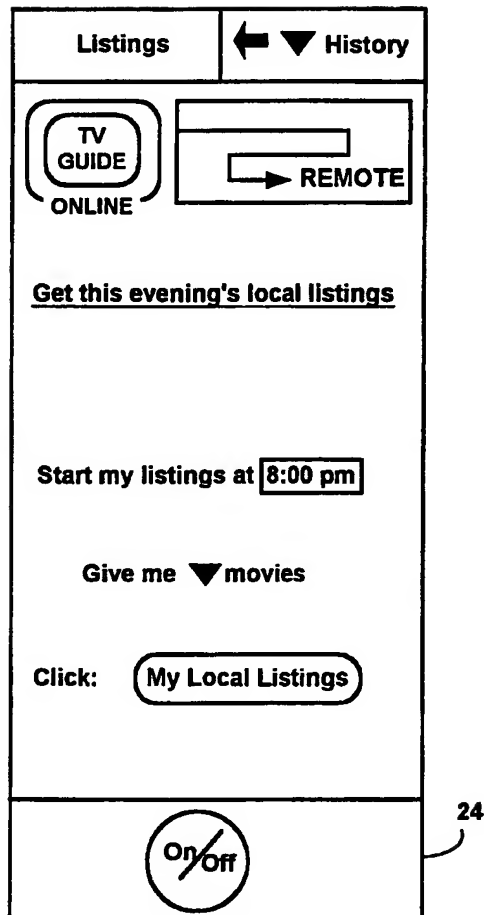 Listings
History
TV
GUIDE
ONLINE
REMOTE
Get this evening's local listings
Start my listings at 8:00 pm
Give me movies
Click: My Local Listings
On/Off
24